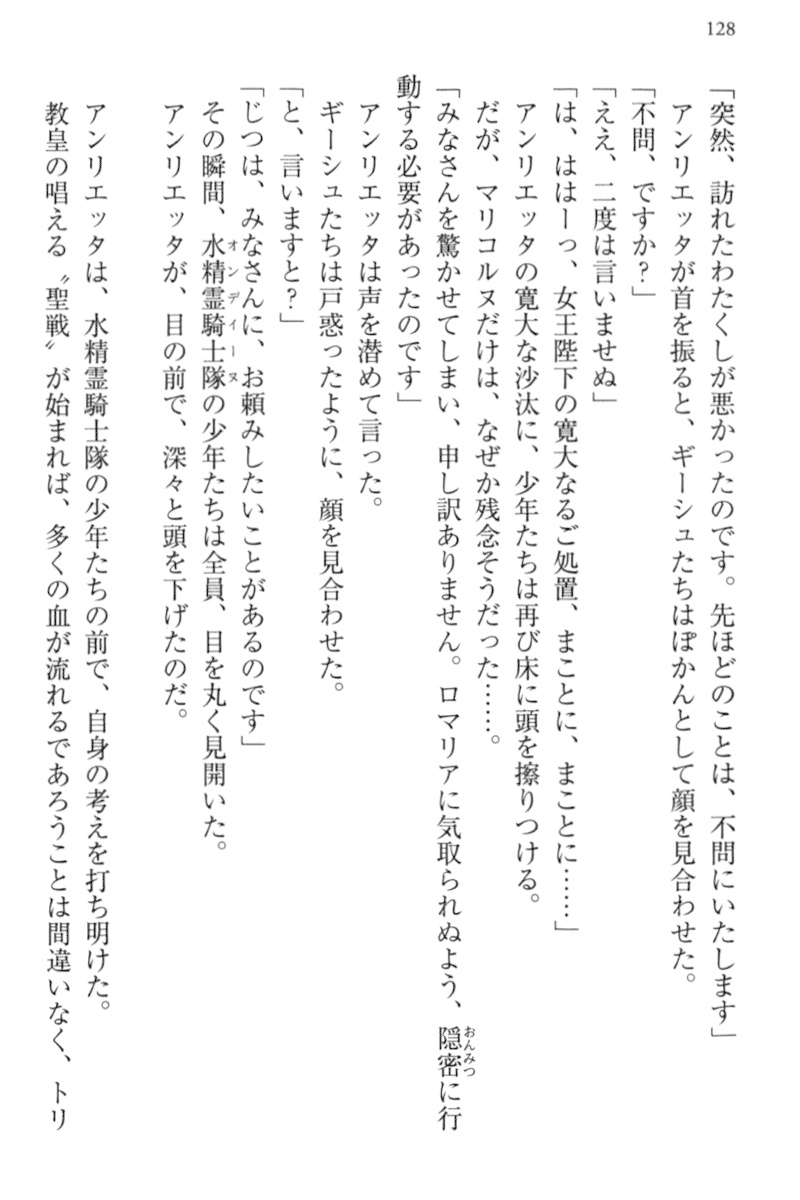 128
「突然、訪れたわたくしが悪かったのです。先ほどのことは、不問にいたします」
アンリエッタが首を振ると、ギーシュたちはぽかんとして顔を見合わせた。
「不問、ですか？」
「ええ、二度は言いませぬ」
「は、ははーっ、女王陛下の寛大なるご処置、まことに、まことに……」
アンリエッタの寛大な沙汰に、少年たちは再び床に頭を擦りつける。
だが、マリコルヌだけは、なぜか残念そうだった……。
「みなさんを驚かせてしまい、申し訳ありません。ロマリアに気取られぬよう、隠密に行
おんみつ
動する必要があったのです」
アンリエッタは声を潜めて言った。
ギーシュたちは戸惑ったように、顔を見合わせた。
「と、言いますと？」
「じつは、みなさんに、お頼みしたいことがあるのです」
その瞬間、水精霊騎士隊の少年たちは全員、目を丸く見開いた。
オンディーヌ
アンリエッタが、目の前で、深々と頭を下げたのだ。
アンリエッタは、水精霊騎士隊の少年たちの前で、自身の考えを打ち明けた。
教皇の唱える〝聖戦〟が始まれば、多くの血が流れるであろうことは間違いなく、トリ